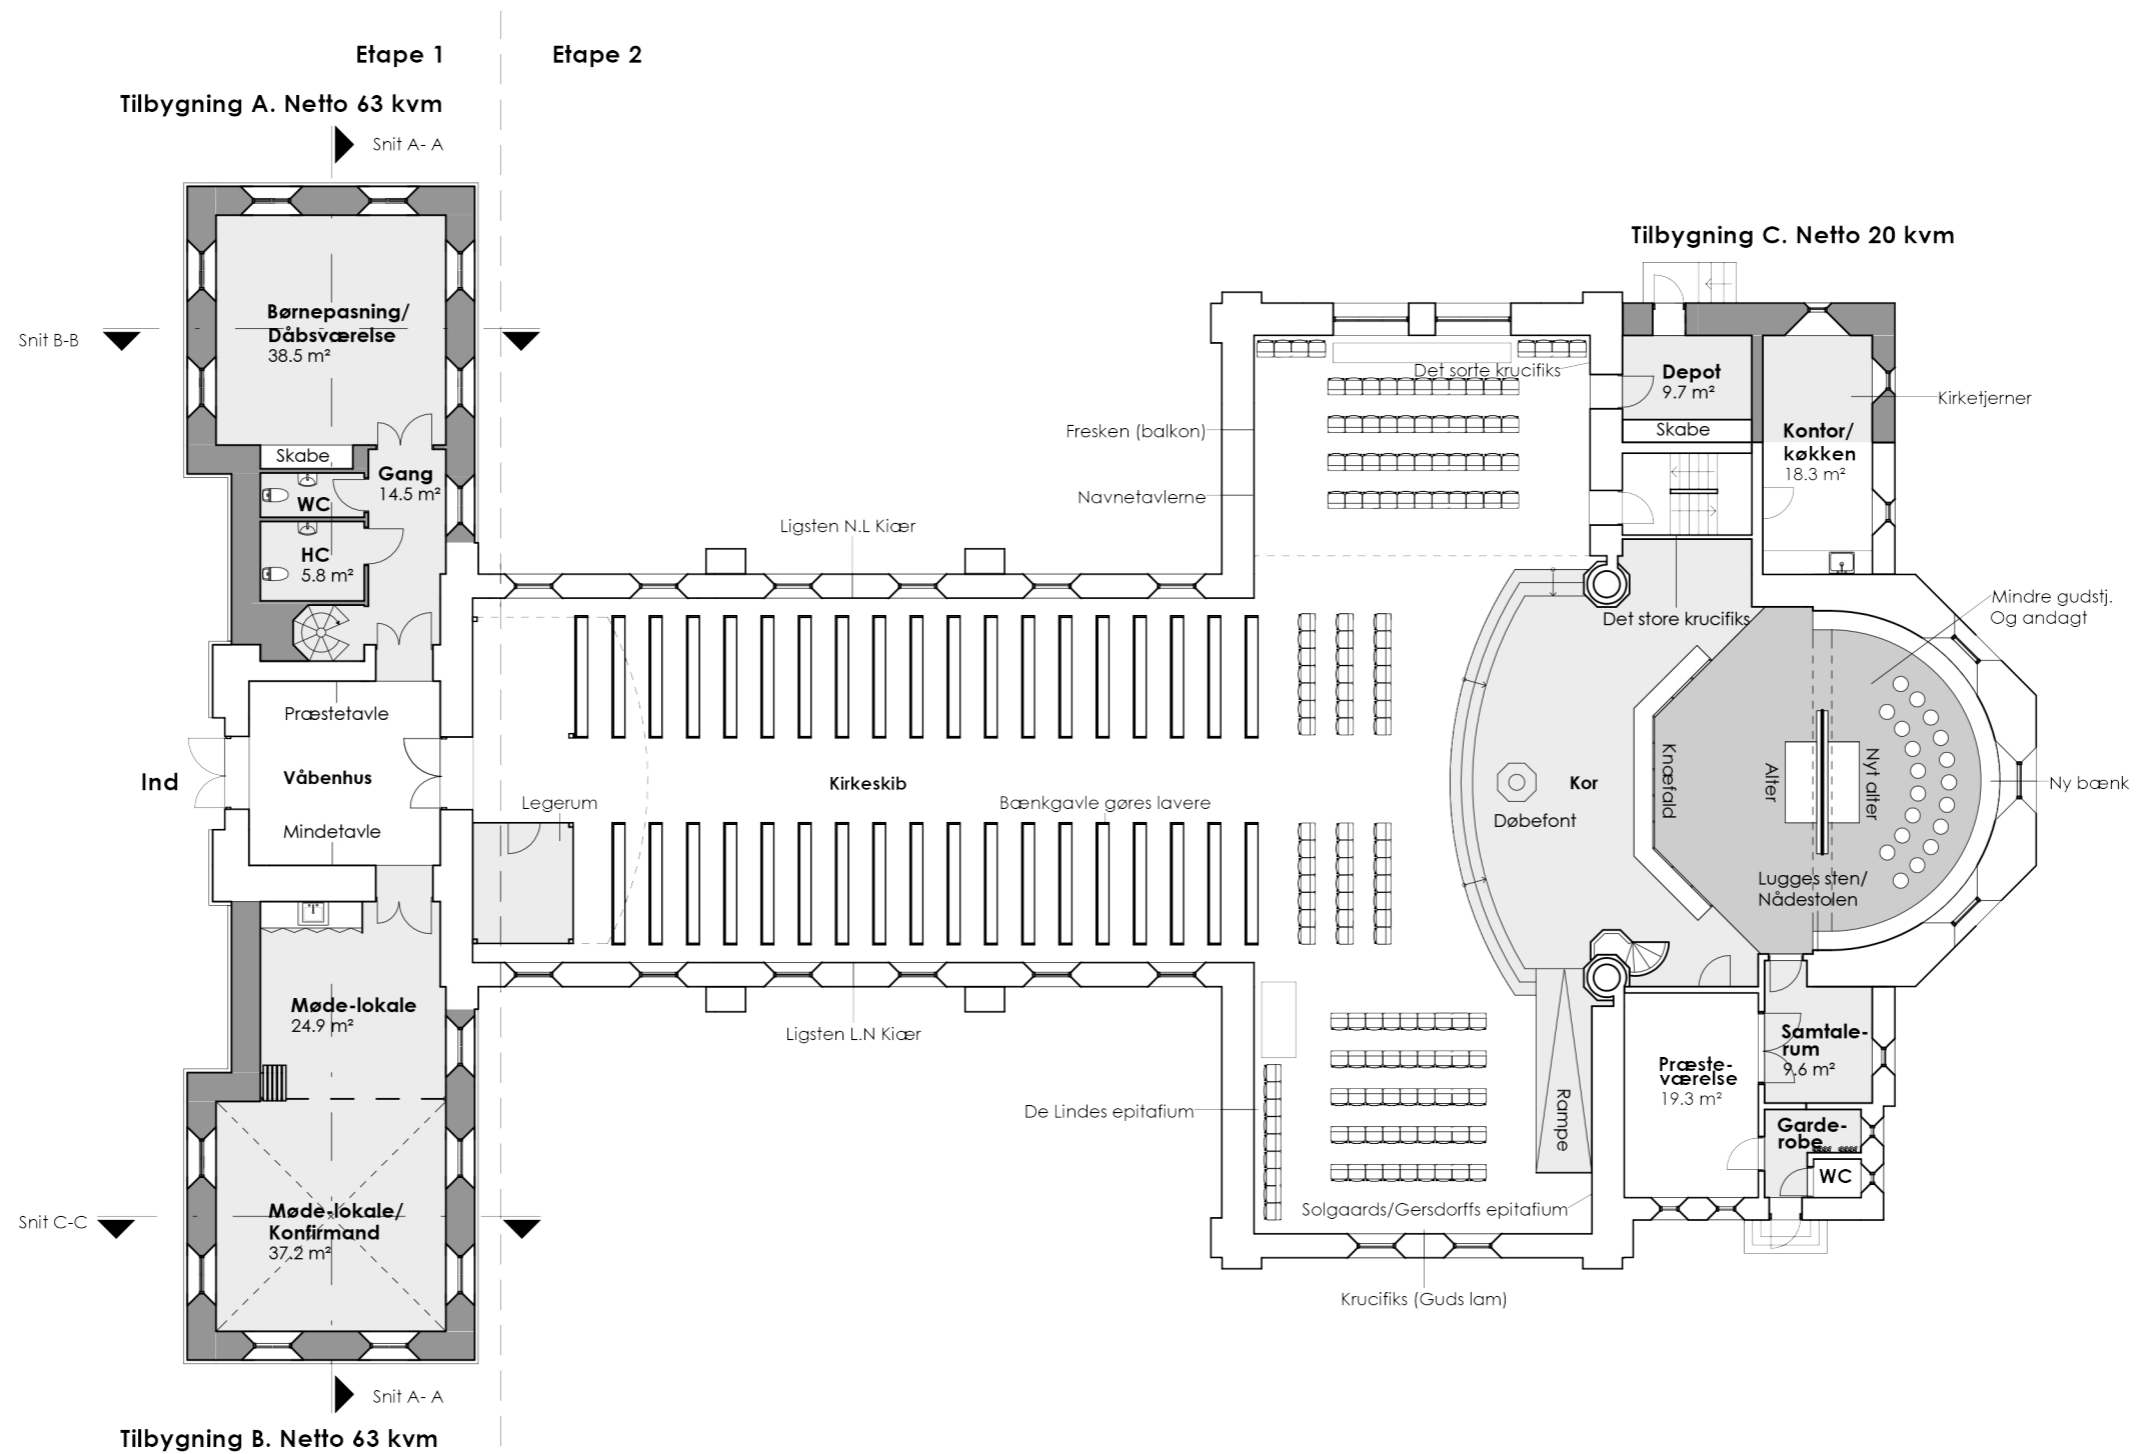 Etape 1
Etape 2
Tilbygning A. Netto 63 kvm
Snit A- A
Tilbygning C. Netto 20 kvm
Børnepasning/
Dåbsværelse
38.5 m²
Snit B-B
Det sorte krucifiks
Depot
9.7 m²
Kirketjerner
Fresken (balkon)
Skabe
Kontor/
køkken
18.3 m²
Skabe
Gang
14.5 m²
WC
Navnetavlerne
Ligsten N.L Kiær
HC
5.8 m²
Mindre gudstj.
Og andagt
Det store krucifiks
Præstetavle
Ind
Våbenhus
Kirkeskib
Kor
Knæfald
Alter
Nyt alter
Ny bænk
Legerum
Bænkgavle gøres lavere
Døbefont
Mindetavle
Lugges sten/
Nådestolen
Møde-lokale
24.9 m²
Ligsten L.N Kiær
Samtale-
rum
9.6 m²
Præste-
værelse
19.3 m²
De Lindes epitafium
Rampe
Garde-
robe
WC
Møde-lokale/
Konfirmand
37.2 m²
Snit C-C
Solgaards/Gersdorffs epitafium
Krucifiks (Guds lam)
Snit A- A
Tilbygning B. Netto 63 kvm